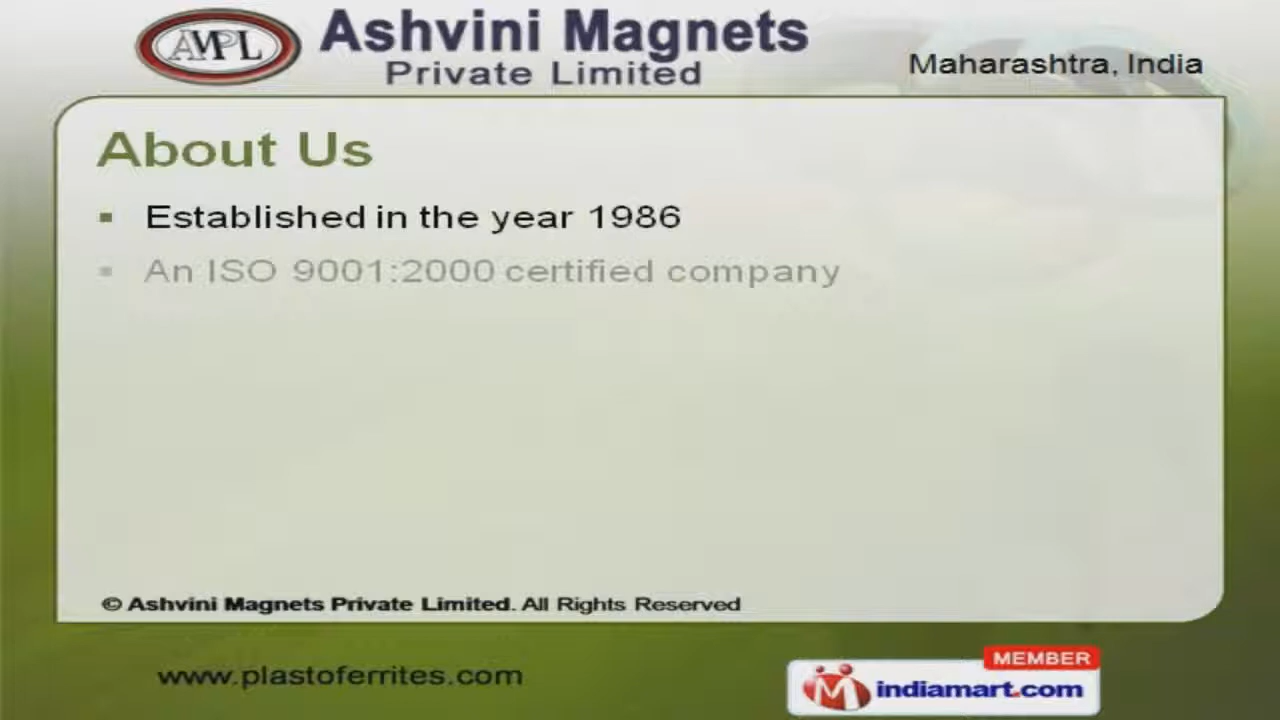 AMPL
Ashvini Magnets
Private Limited
Maharashtra, India
About Us
▪ Established in the year 1986
▪ An ISO 9001:2000 certified company
© Ashvini Magnets Private Limited. All Rights Reserved
www.plastoferrites.com
MEMBER
indiamart.com